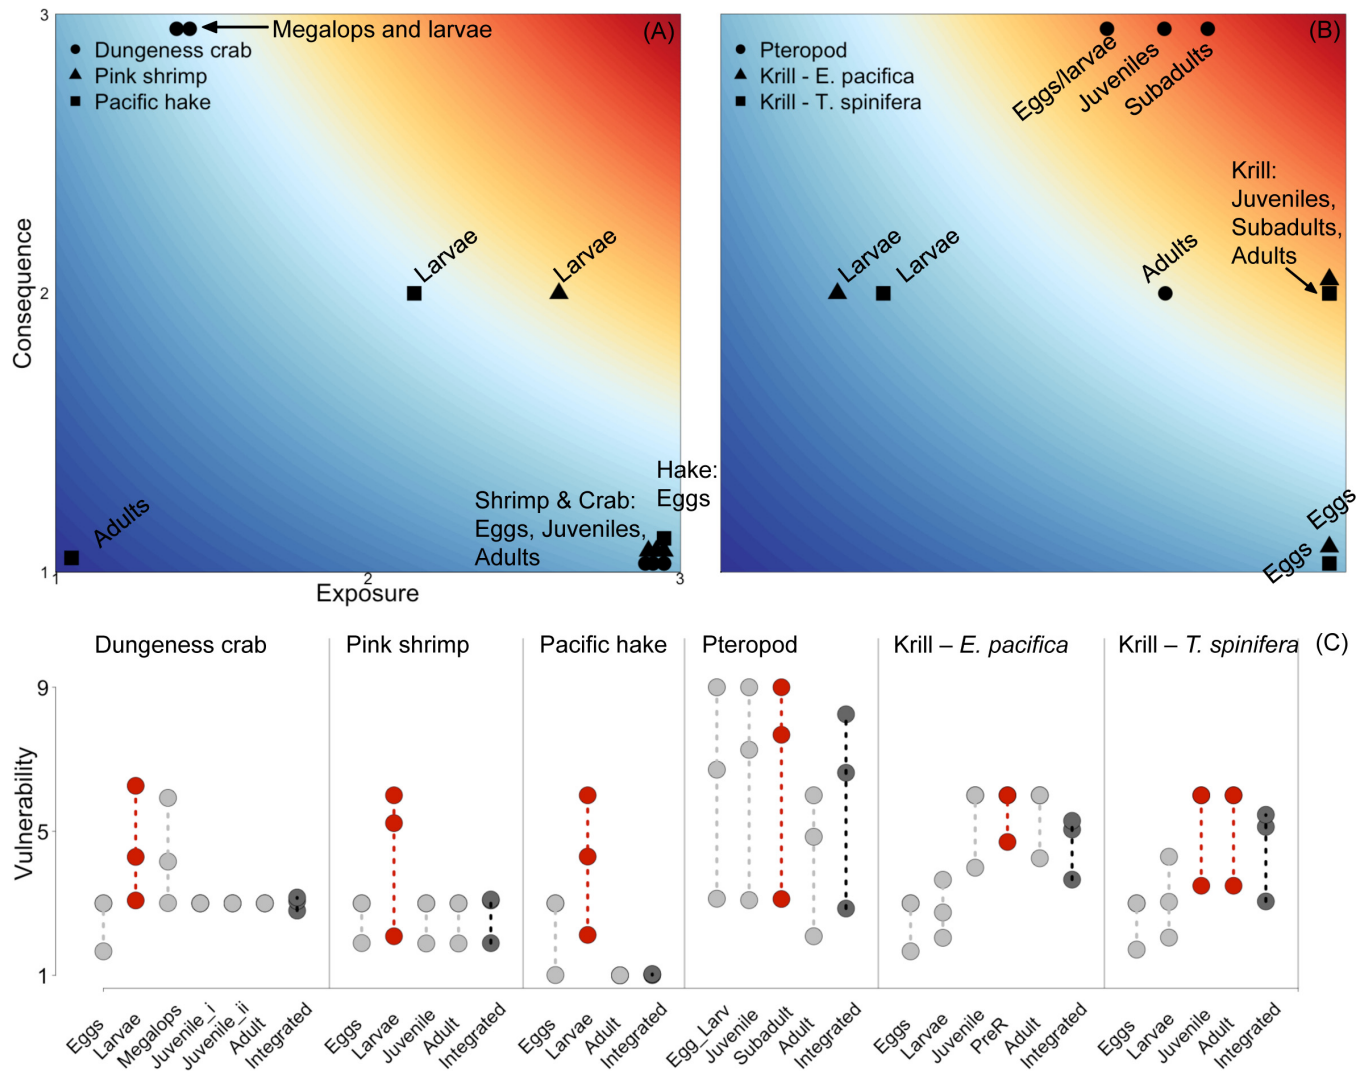 3
Megalops and larvae
(A)
Dungeness crab
Pink shrimp
Pacific hake
Consequence
2
Larvae
Larvae
Adults
Shrimp & Crab:
Eggs, Juveniles,
Adults
Hake:
Eggs
1
1
2
3
Exposure
(B)
Pteropod
Krill - E. pacifica
Krill - T. spinifera
Eggs/larvae
Juveniles
Subadults
Krill:
Juveniles,
Subadults,
Adults
Larvae
Larvae
Adults
Eggs
Eggs
Dungeness crab
Pink shrimp
Pacific hake
Pteropod
Krill – E. pacifica
Krill – T. spinifera
(C)
Vulnerability
9
5
1
Eggs
Larvae
Megalops
Juvenile_i
Juvenile_ii
Adult
Integrated
Eggs
Larvae
Juvenile
Adult
Integrated
Eggs
Larvae
Adult
Integrated
Egg_Larv
Juvenile
Subadult
Adult
Integrated
Eggs
Larvae
Juvenile
PreR
Adult
Integrated
Eggs
Larvae
Juvenile
Adult
Integrated